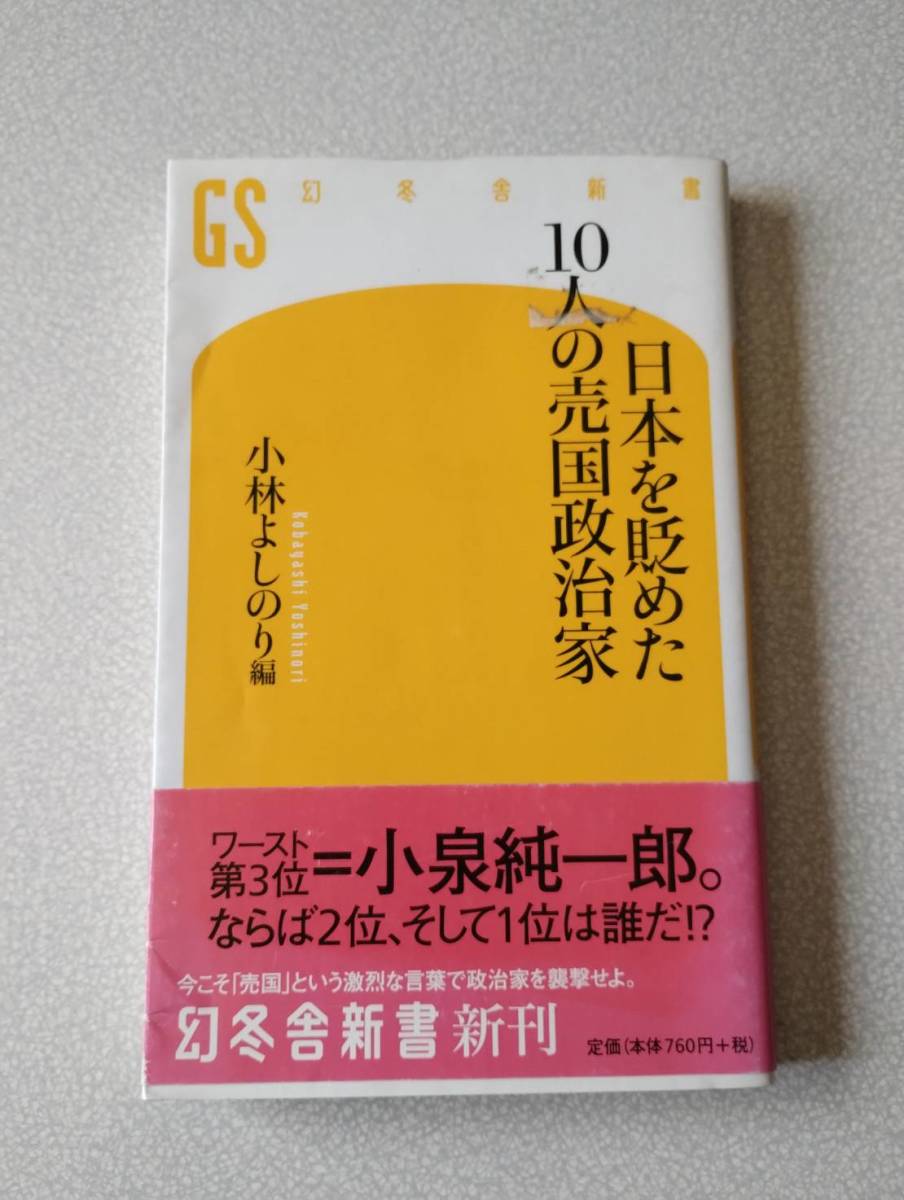 GS
幻冬舎新書
日本を貶めた
10人の売国政治家
小林よしのり編
Kobayashi Yoshinori
ワースト
第3位=小泉純一郎。
ならば2位、そして1位は誰だ!?
今こそ「売国」という激烈な言葉で政治家を襲撃せよ。
幻冬舎新書 新刊
定価(本体760円+税)